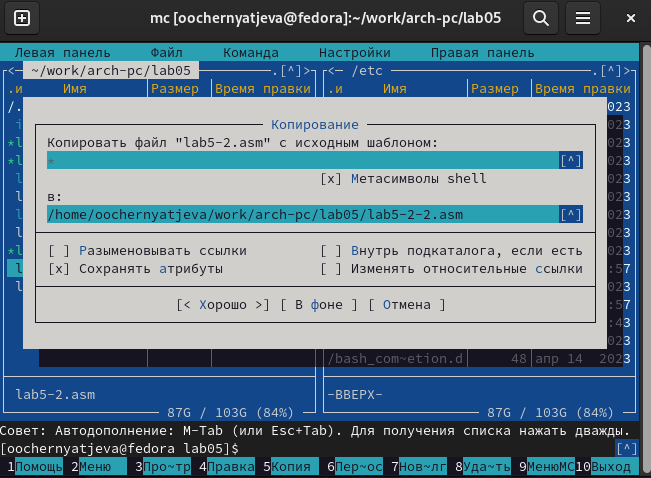 mc [oochernyatjeva@fedora]:~/work/arch-pc/lab05
Левая панель Файл Команда Настройки Правая панель
<— ~/work/arch-pc/lab05 .[^]> <— /etc .[^]>
.и Имя Размер Время правки .и Имя Размер Время правки
/. 023
Копирование
Копировать файл "lab5-2.asm" с исходным шаблоном:
* [^]
[x] Метасимволы shell
в:
/home/oochernyatjeva/work/arch-pc/lab05/lab5-2-2.asm [^]
[ ] Разыменовывать ссылки [ ] Внутрь подкаталога, если есть
[x] Сохранять атрибуты [ ] Изменять относительные ссылки
[< Хорошо >] [ В фоне ] [ Отмена ]
/bash_com~etion.d 48 апр 14 2023
lab5-2.asm -ВВЕРХ-
87G / 103G (84%) 87G / 103G (84%)
Совет: Автодополнение: M-Tab (или Esc+Tab). Для получения списка нажать дважды.
[oochernyatjeva@fedora lab05]$ [^]
1Помощь 2Меню 3Про~тр 4Правка 5Копия 6Пер~ос 7Нов~лг 8Уда~ть 9МенюMC 10Выход